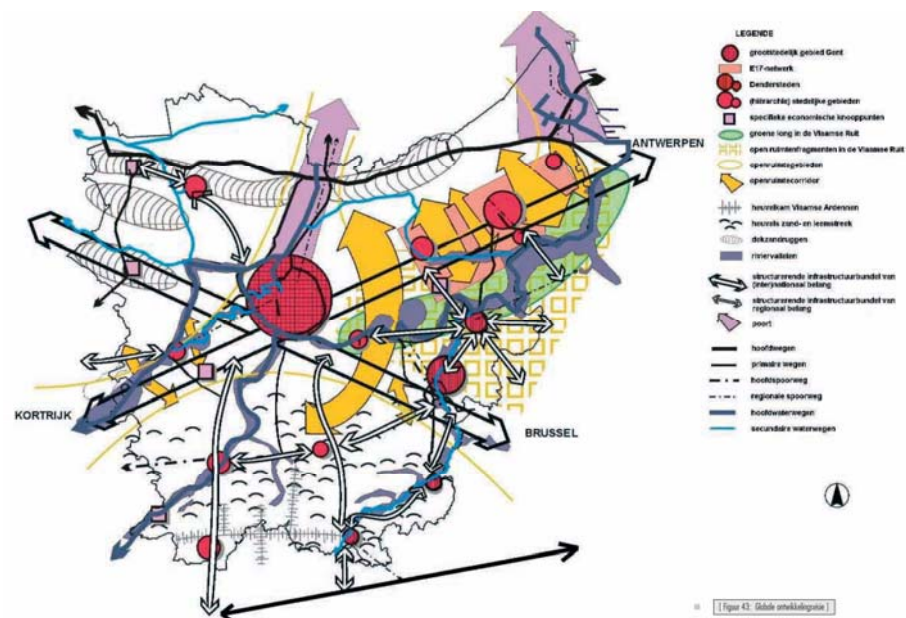 LEGENDE
grootstedelijk gebied Gent
E17-netwerk
Dendersteden
(hiërarchie) stedelijke gebieden
specifieke economische knooppunten
groene long in de Vlaamse Ruit
open ruimtenfragmenten in de Vlaamse Ruit
openruimtegebieden
openruimtecorridor
heuvelkam Vlaamse Ardennen
heuvels zand- en leemstreek
dekzandruggen
riviervalleien
structurerende infrastructuurbundel van
(inter)nationaal belang
structurerende infrastructuurbundel van
regionaal belang
poort
hoofdwegen
primaire wegen
hoofdspoorweg
regionale spoorweg
hoofdwaterwegen
secundaire waterwegen
ANTWERPEN
KORTRIJK
BRUSSEL
[ Figuur 43: Globale ontwikkelingsvisie ]